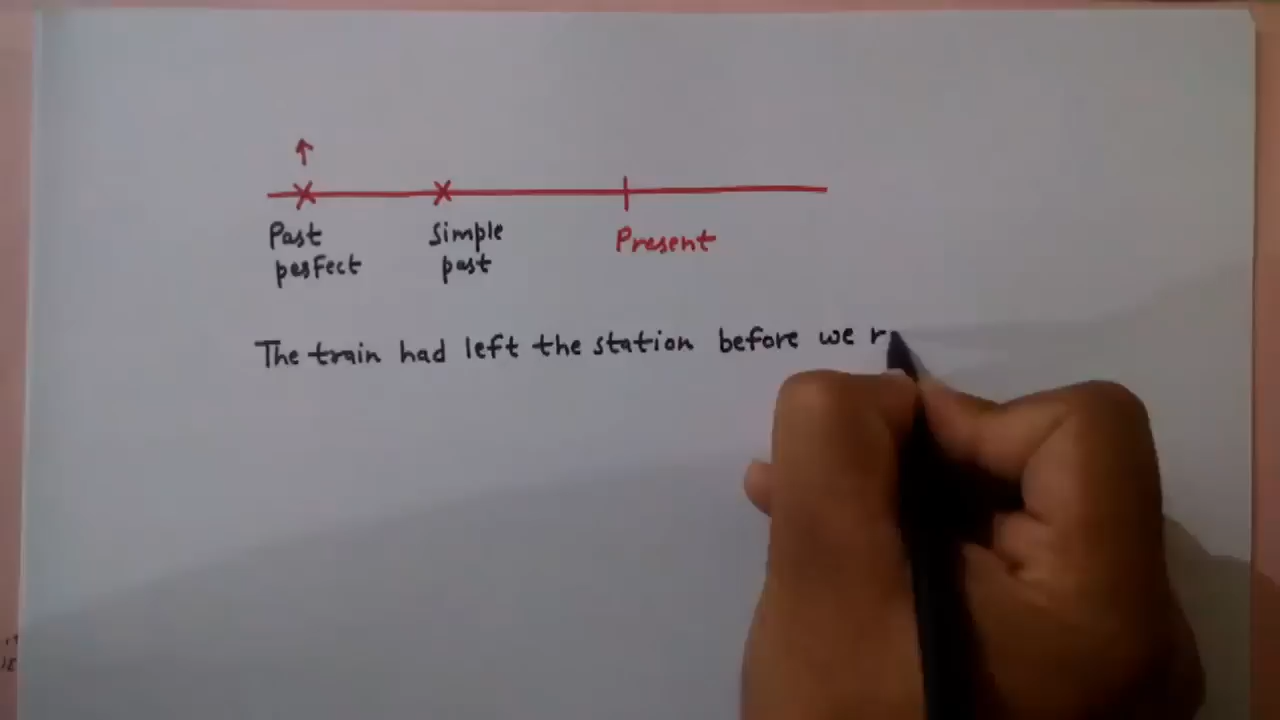 Past
perfect
Simple
past
Present
The train had left the station before we r